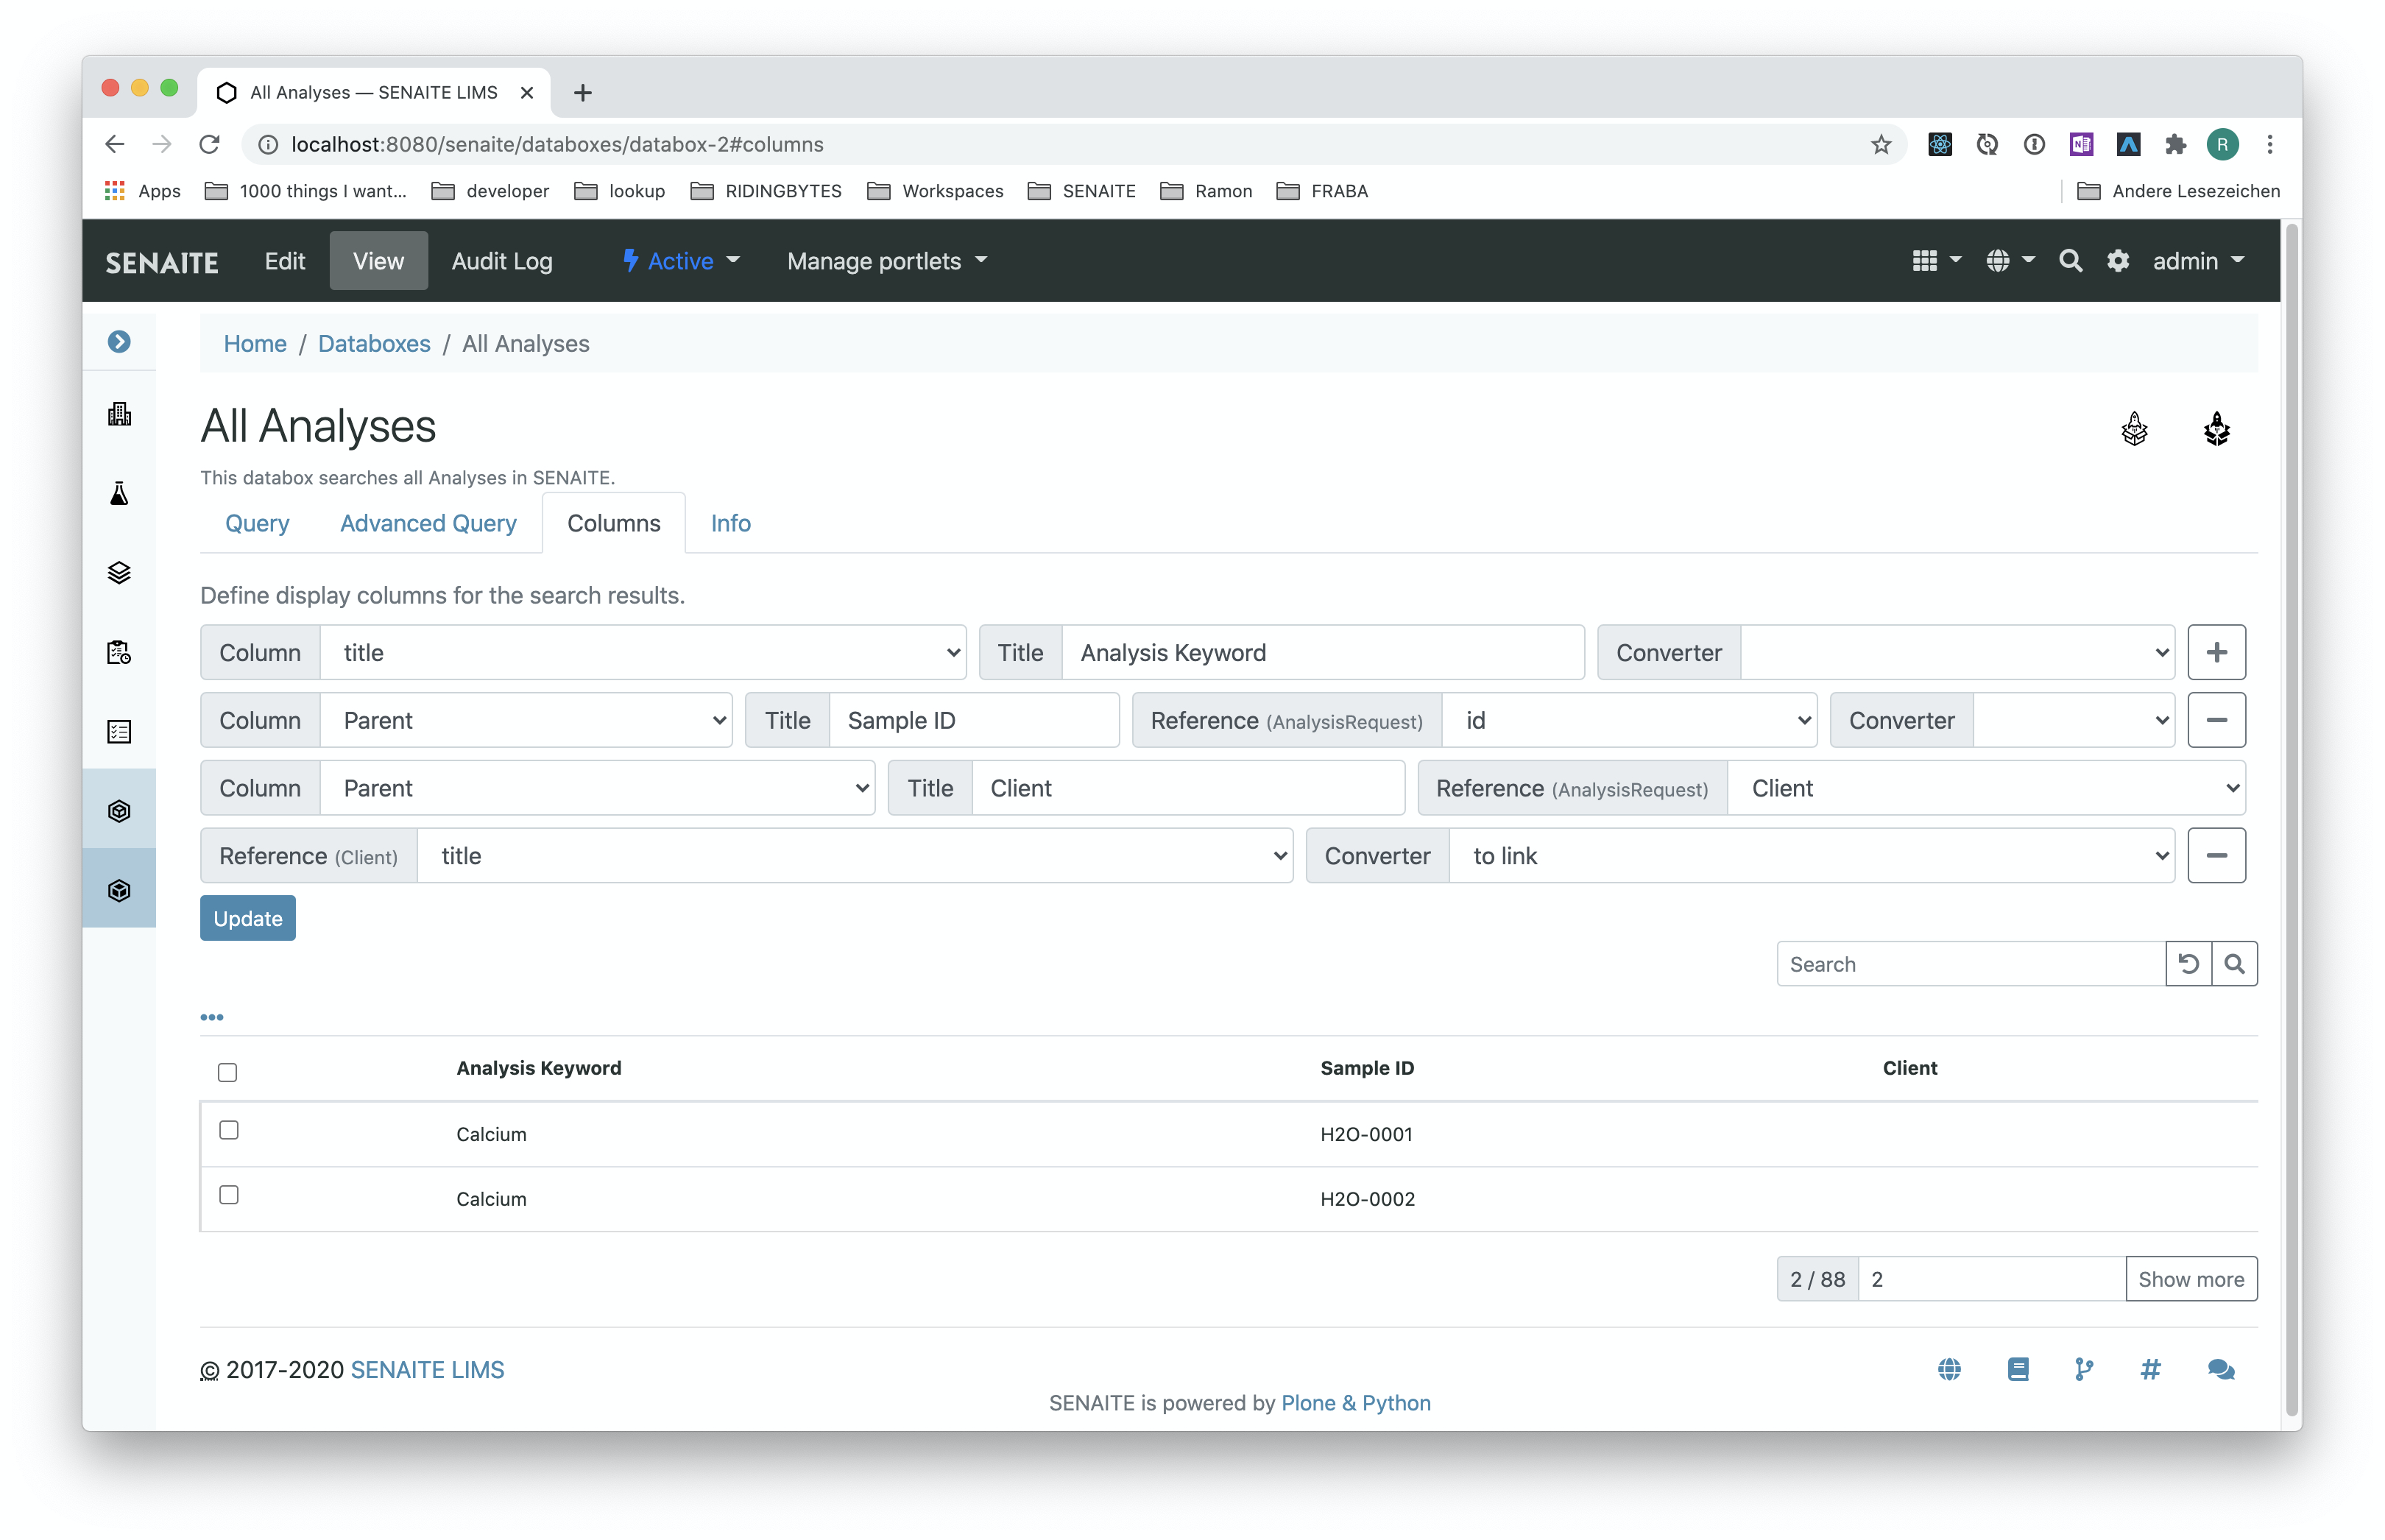 All Analyses — SENAITE LIMS
localhost:8080/senaite/databoxes/databox-2#columns
R
Apps 1000 things I want... developer lookup RIDINGBYTES Workspaces SENAITE Ramon FRABA Andere Lesezeichen
SENAITE Edit View Audit Log Active Manage portlets admin
Home / Databoxes / All Analyses
All Analyses
This databox searches all Analyses in SENAITE.
Query Advanced Query Columns Info
Define display columns for the search results.
Column title Title Analysis Keyword Converter
Column Parent Title Sample ID Reference (AnalysisRequest) id Converter
Column Parent Title Client Reference (AnalysisRequest) Client
Reference (Client) title Converter to link
Update
Search
Analysis Keyword Sample ID Client
Calcium H2O-0001
Calcium H2O-0002
2 / 88 2 Show more
© 2017-2020 SENAITE LIMS
SENAITE is powered by Plone & Python